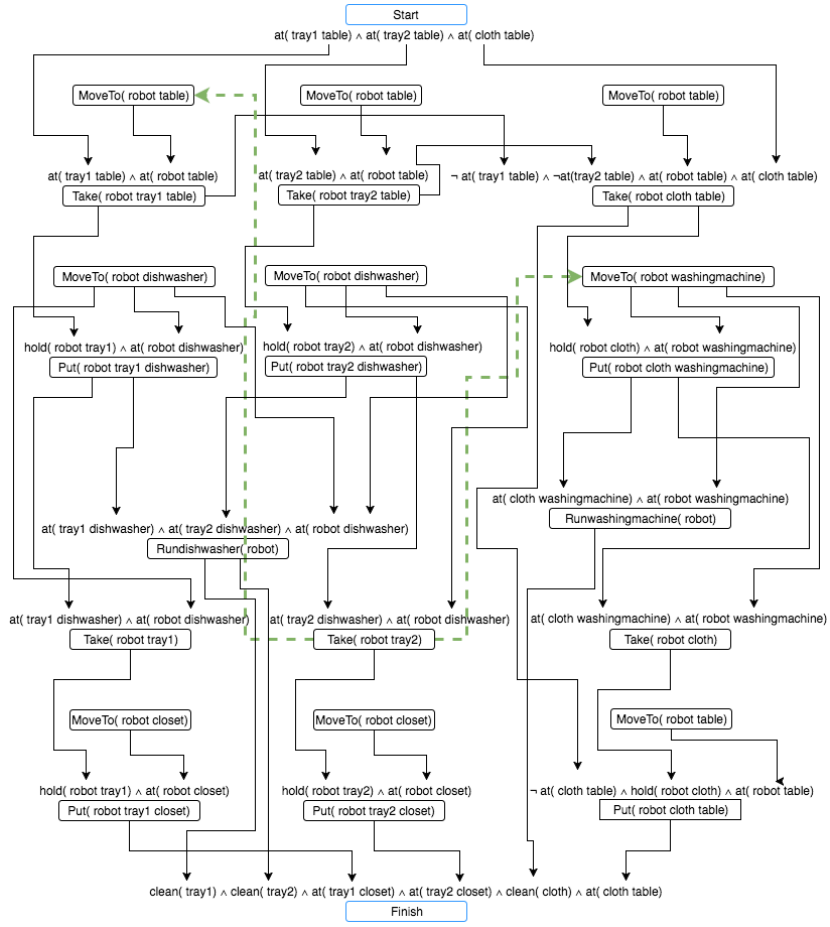 Start
at( tray1 table) ∧ at( tray2 table) ∧ at( cloth table)
MoveTo( robot table)
MoveTo( robot table)
MoveTo( robot table)
at( tray1 table) ∧ at( robot table)
at( tray2 table) ∧ at( robot table)
¬ at( tray1 table) ∧ ¬at(tray2 table) ∧ at( robot table) ∧ at( cloth table)
Take( robot tray1 table)
Take( robot tray2 table)
Take( robot cloth table)
MoveTo( robot dishwasher)
MoveTo( robot dishwasher)
MoveTo( robot washingmachine)
hold( robot tray1) ∧ at( robot dishwasher)
hold( robot tray2) ∧ at( robot dishwasher)
hold( robot cloth) ∧ at( robot washingmachine)
Put( robot tray1 dishwasher)
Put( robot tray2 dishwasher)
Put( robot cloth washingmachine)
at( cloth washingmachine) ∧ at( robot washingmachine)
Runwashingmachine( robot)
at( tray1 dishwasher) ∧ at( tray2 dishwasher) ∧ at( robot dishwasher)
Rundishwasher( robot)
at( tray1 dishwasher) ∧ at( robot dishwasher)
at( tray2 dishwasher) ∧ at( robot dishwasher)
at( cloth washingmachine) ∧ at( robot washingmachine)
Take( robot tray1)
Take( robot tray2)
Take( robot cloth)
MoveTo( robot closet)
MoveTo( robot closet)
MoveTo( robot table)
hold( robot tray1) ∧ at( robot closet)
hold( robot tray2) ∧ at( robot closet)
¬ at( cloth table) ∧ hold( robot cloth) ∧ at( robot table)
Put( robot tray1 closet)
Put( robot tray2 closet)
Put( robot cloth table)
clean( tray1) ∧ clean( tray2) ∧ at( tray1 closet) ∧ at( tray2 closet) ∧ clean( cloth) ∧ at( cloth table)
Finish